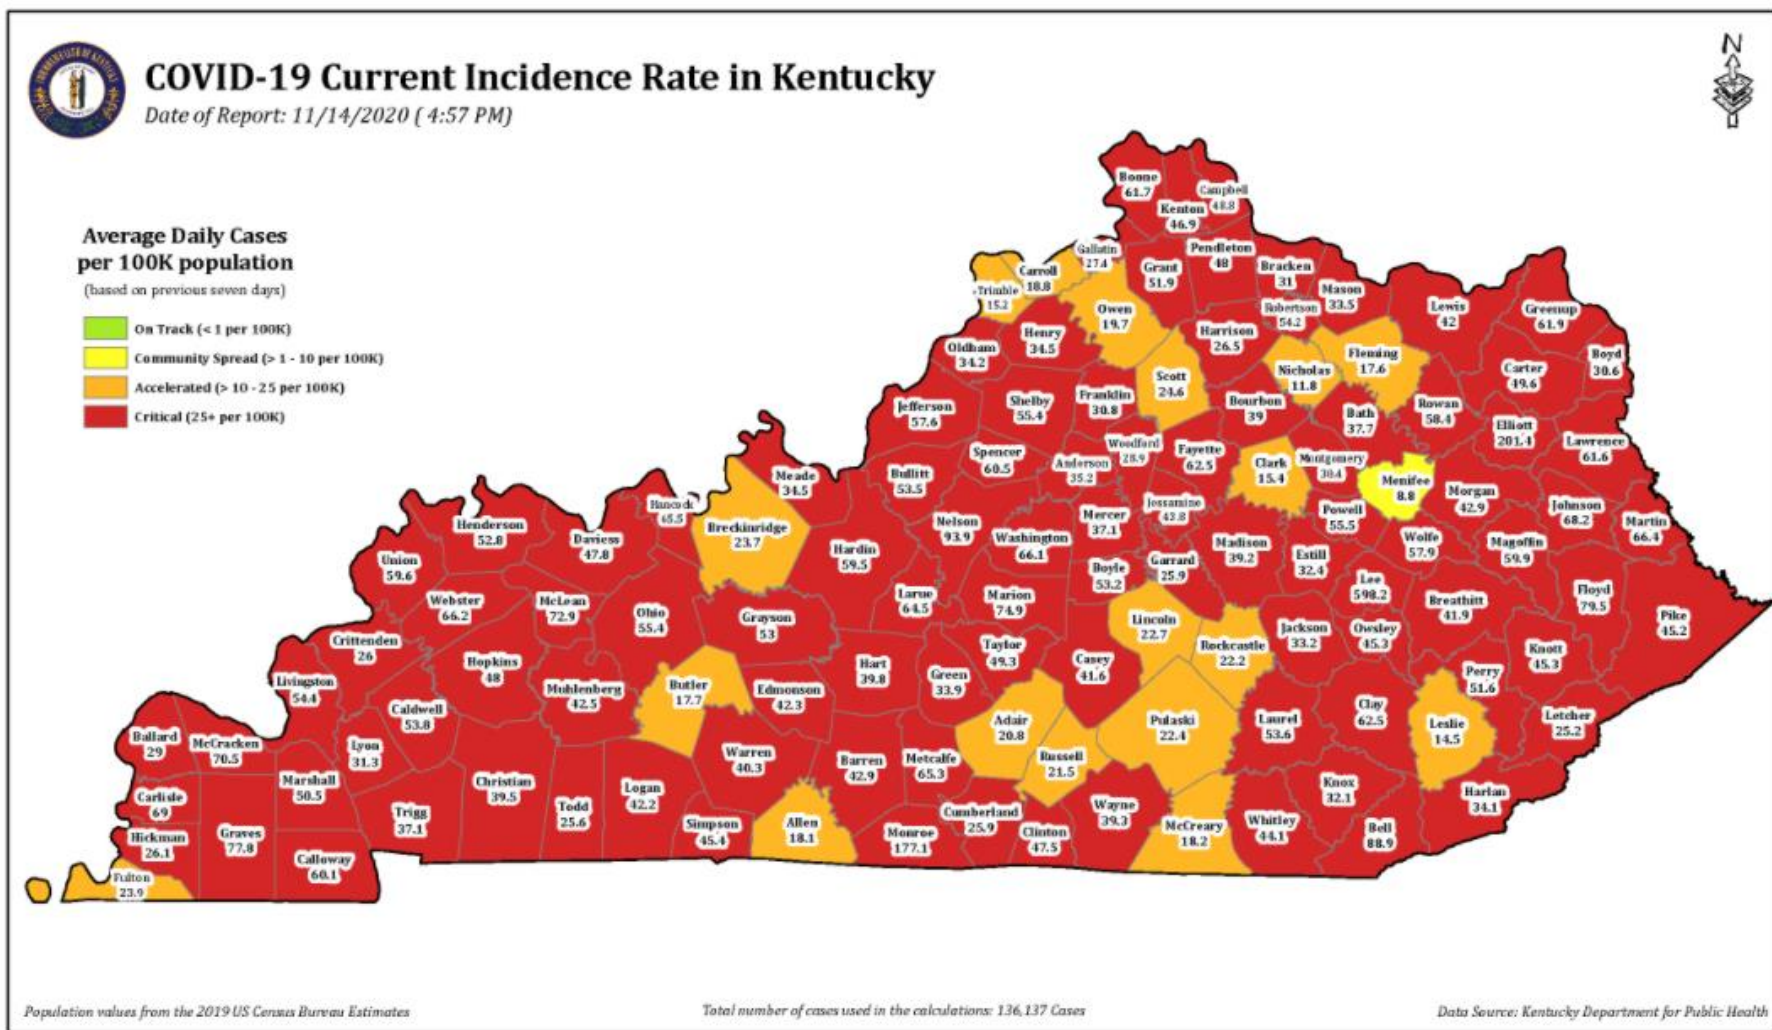 COVID-19 Current Incidence Rate in Kentucky
Date of Report: 11/14/2020 ( 4:57 PM)
N
Average Daily Cases
per 100K population
(based on previous seven days)
On Track (< 1 per 100K)
Community Spread (> 1 - 10 per 100K)
Accelerated (> 10 - 25 per 100K)
Critical (25+ per 100K)
Boone
61.7
Campbell
48.8
Kenton
46.9
Gallatin
27.4
Pendleton
48
Grant
51.9
Bracken
31
Carroll
18.8
Trimble
15.2
Mason
33.5
Robertson
54.2
Lewis
42
Greenup
61.9
Owen
19.7
Henry
34.5
Harrison
26.5
Oldham
34.2
Fleming
17.6
Boyd
30.6
Nicholas
11.8
Carter
49.6
Scott
24.6
Franklin
30.8
Shelby
55.4
Jefferson
57.6
Bourbon
39
Bath
37.7
Rowan
58.4
Elliott
201.4
Lawrence
61.6
Woodford
28.9
Fayette
62.5
Spencer
60.5
Anderson
35.2
Clark
15.4
Montgomery
30.4
Menifee
8.8
Morgan
42.9
Bullitt
53.5
Meade
34.5
Hancock
65.5
Breckinridge
23.7
Henderson
52.8
Daviess
47.8
Jessamine
43.8
Mercer
37.1
Powell
55.5
Johnson
68.2
Martin
66.4
Nelson
93.9
Washington
66.1
Hardin
59.5
Madison
39.2
Estill
32.4
Wolfe
57.9
Magoffin
59.9
Union
59.6
Boyle
53.2
Garrard
25.9
Lee
598.2
Floyd
79.5
Webster
66.2
McLean
72.9
Ohio
55.4
Grayson
53
Larue
64.5
Marion
74.9
Breathitt
41.9
Pike
45.2
Lincoln
22.7
Rockcastle
22.2
Jackson
33.2
Owsley
45.3
Crittenden
26
Hopkins
48
Taylor
49.3
Casey
41.6
Hart
39.8
Green
33.9
Knott
45.3
Perry
51.6
Livingston
54.4
Muhlenberg
42.5
Butler
17.7
Edmonson
42.3
Caldwell
53.8
Adair
20.8
Pulaski
22.4
Laurel
53.6
Clay
62.5
Leslie
14.5
Letcher
25.2
Ballard
29
McCracken
70.5
Lyon
31.3
Warren
40.3
Barren
42.9
Metcalfe
65.3
Russell
21.5
Marshall
50.5
Christian
39.5
Logan
42.2
Carlisle
69
Trigg
37.1
Todd
25.6
Simpson
45.4
Allen
18.1
Monroe
177.1
Cumberland
25.9
Clinton
47.5
Wayne
39.3
McCreary
18.2
Whitley
44.1
Knox
32.1
Harlan
34.1
Bell
88.9
Hickman
26.1
Graves
77.8
Calloway
60.1
Fulton
23.9
Population values from the 2019 US Census Bureau Estimates
Total number of cases used in the calculations: 136,137 Cases
Data Source: Kentucky Department for Public Health